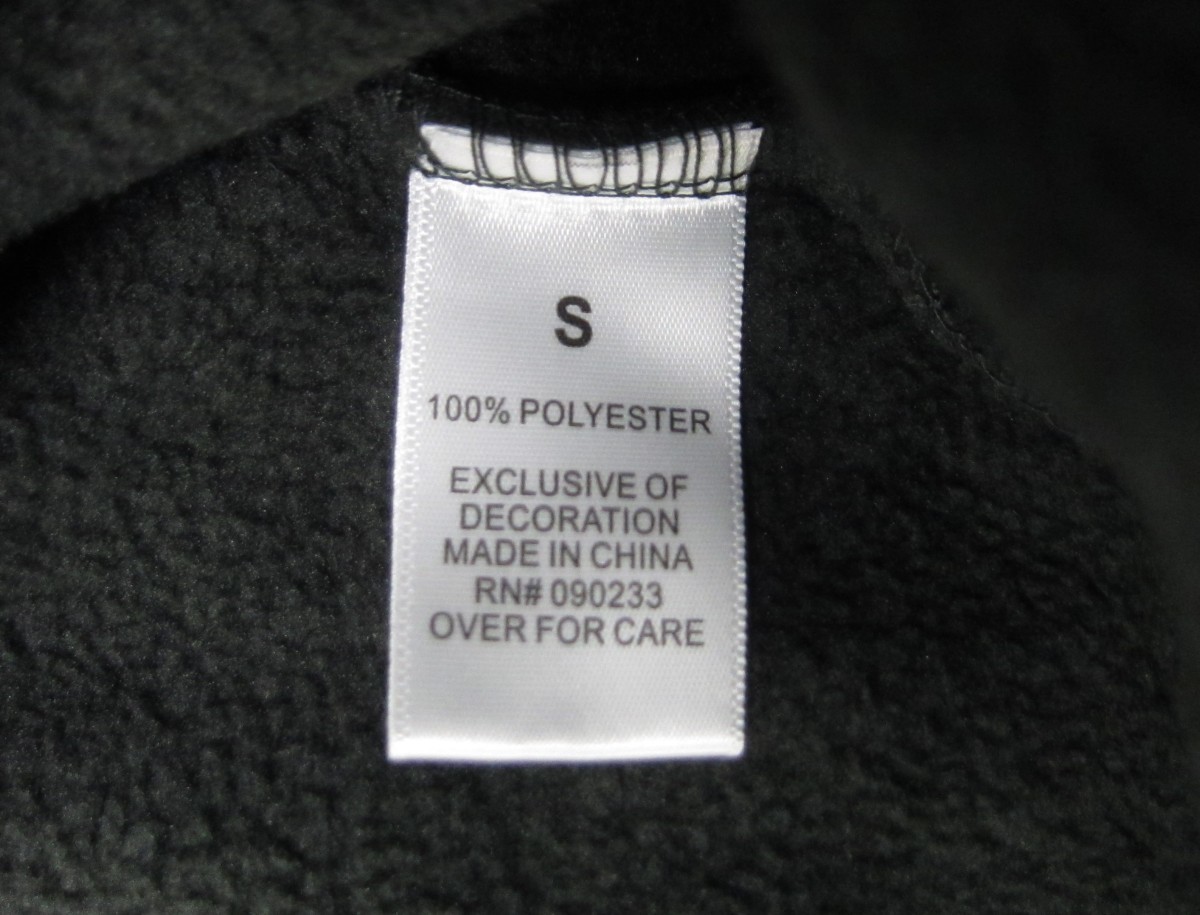 S
100% POLYESTER
EXCLUSIVE OF
DECORATION
MADE IN CHINA
RN# 090233
OVER FOR CARE